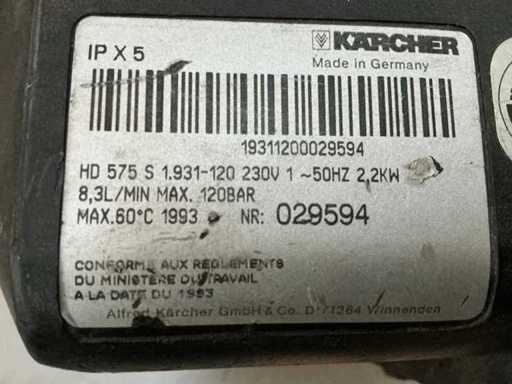 IP X 5
KÄRCHER
Made in Germany
19311200029594
HD 575 S 1.931-120 230V 1 ~50HZ 2,2KW
8,3L/MIN MAX. 120BAR
MAX.60°C 1993 NR: 029594
CONFORME AUX REGLEMENTS
DU MINISTERE DU TRAVAIL
A LA DATE DU 1993
Alfred Kärcher GmbH & Co. D-71364 Winnenden